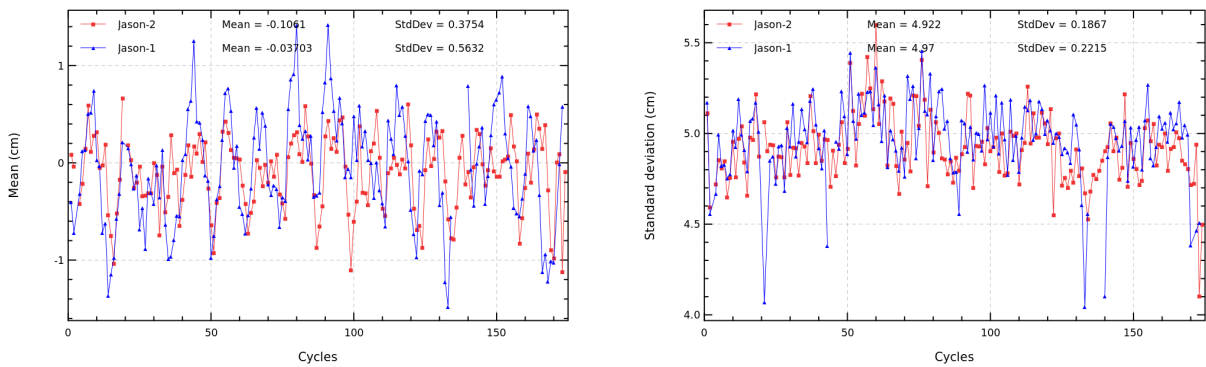 Jason-2 Mean = -0.1061 StdDev = 0.3754
Jason-1 Mean = -0.03703 StdDev = 0.5632
Mean (cm)
1
0
-1
0 50 100 150
Cycles
Jason-2 Mean = 4.922 StdDev = 0.1867
Jason-1 Mean = 4.97 StdDev = 0.2215
Standard deviation (cm)
5.5
5.0
4.5
4.0
0 50 100 150
Cycles